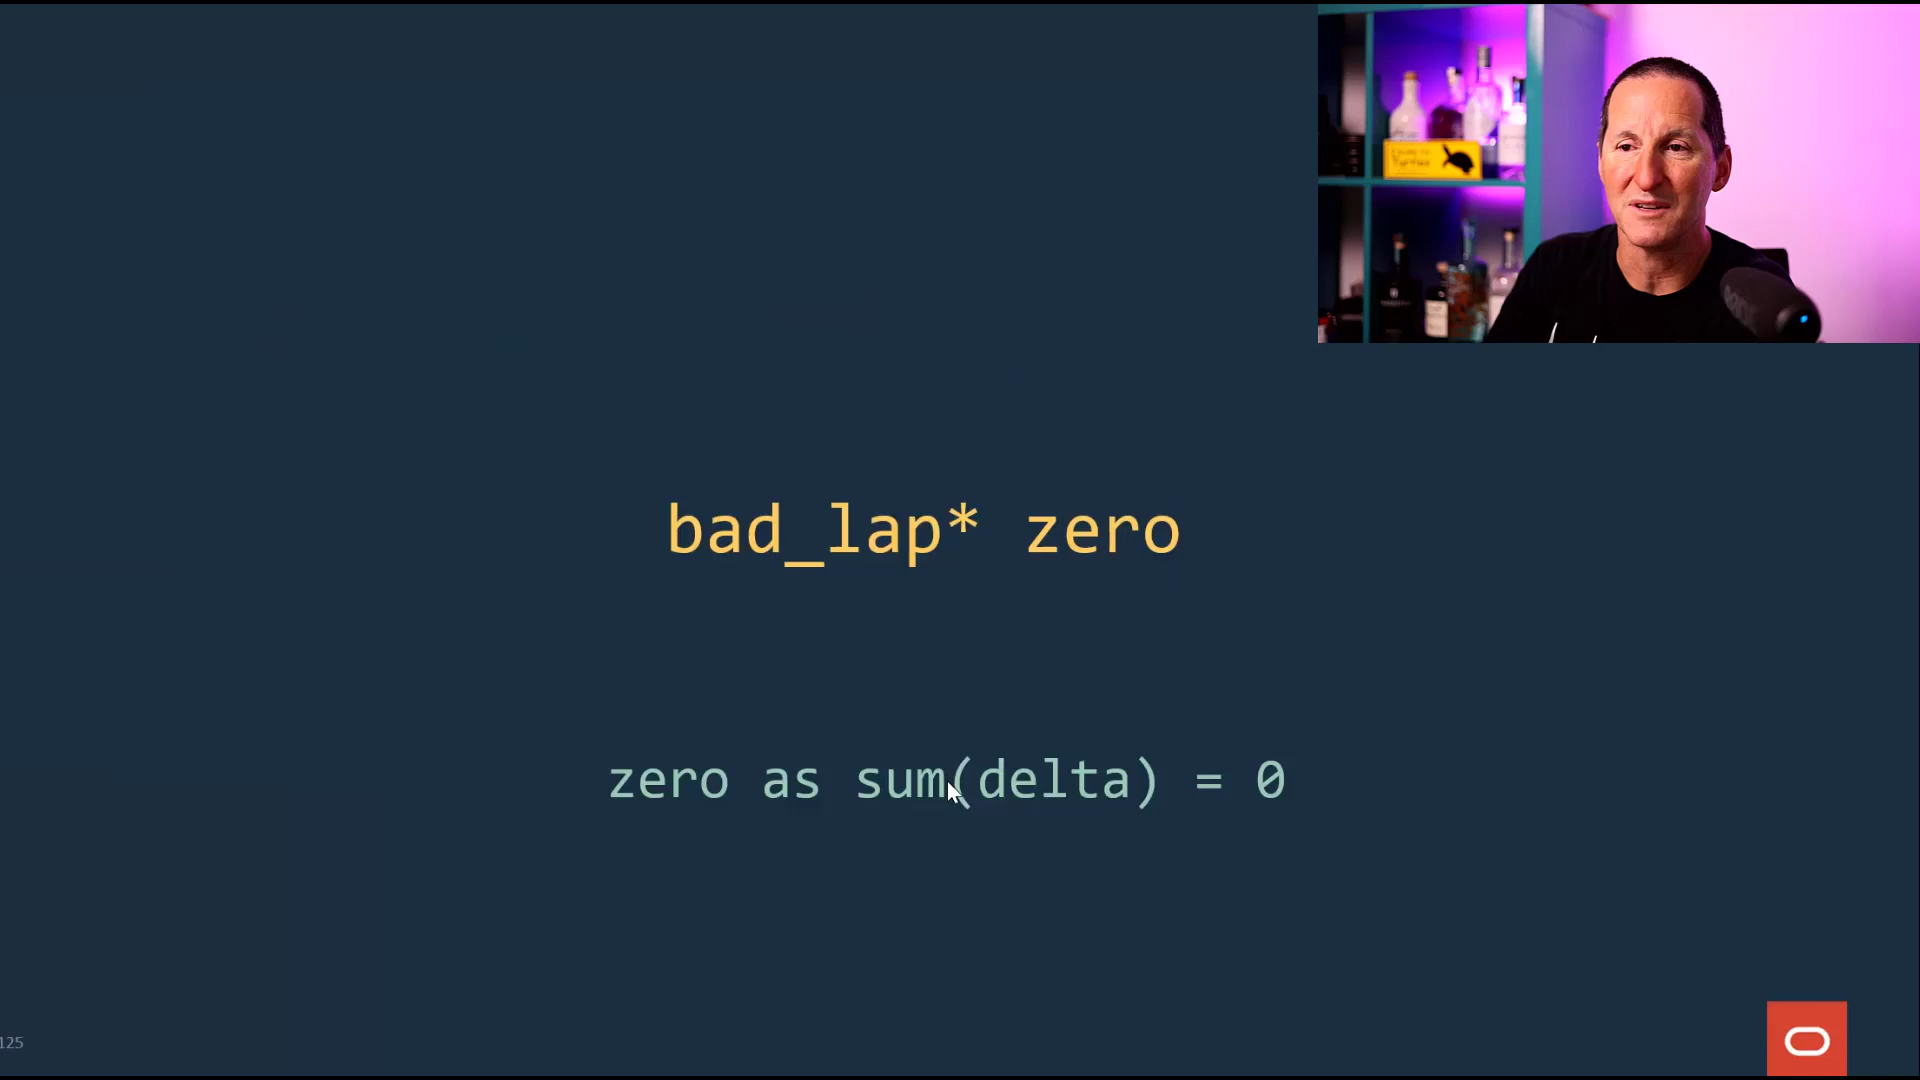 bad_lap* zero
zero as sum(delta) = 0
125